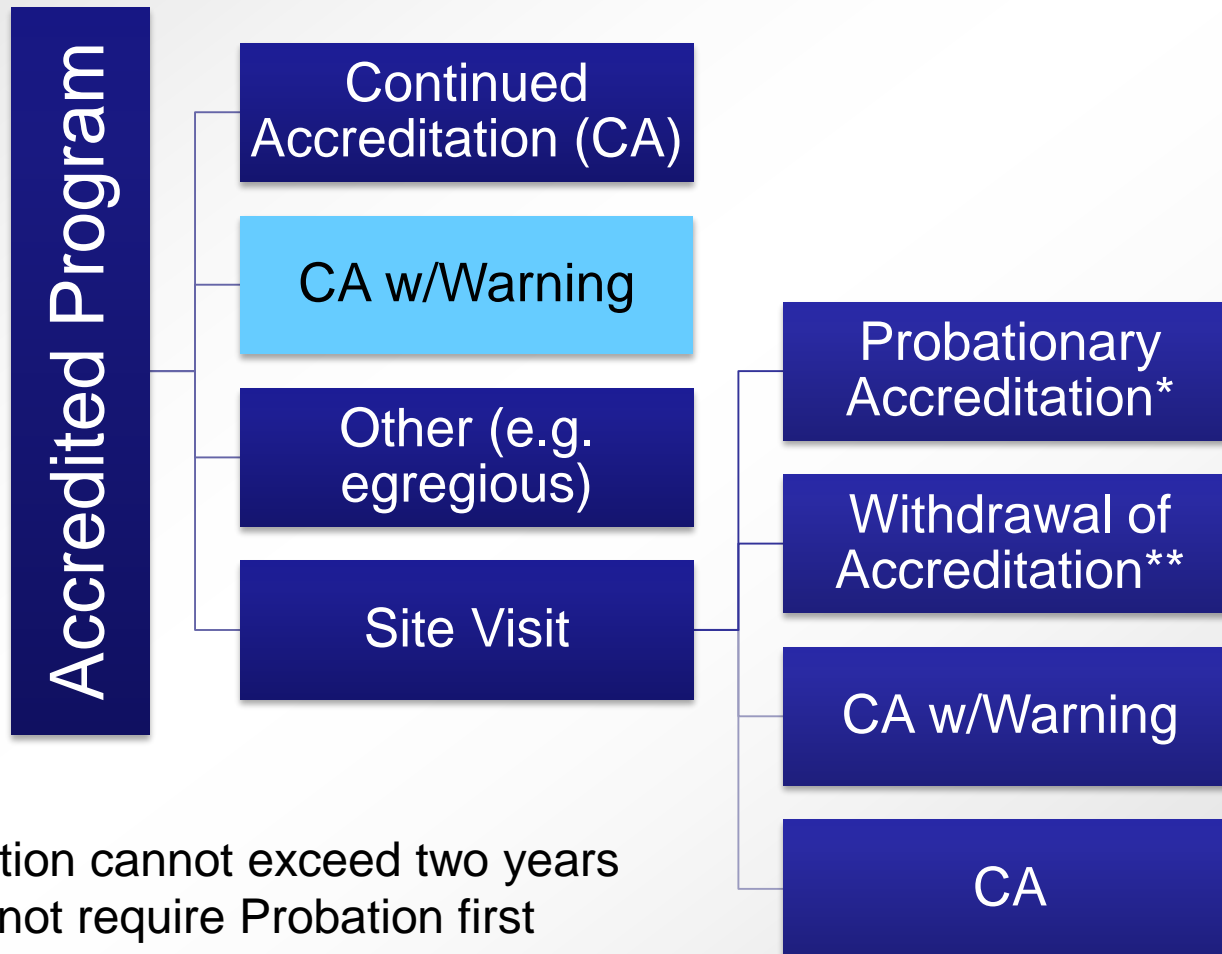 Accredited Program
Continued
Accreditation (CA)
CA w/Warning
Other (e.g.
egregious)
Site Visit
Probationary
Accreditation*
Withdrawal of
Accreditation**
CA w/Warning
CA
tion cannot exceed two years
not require Probation first